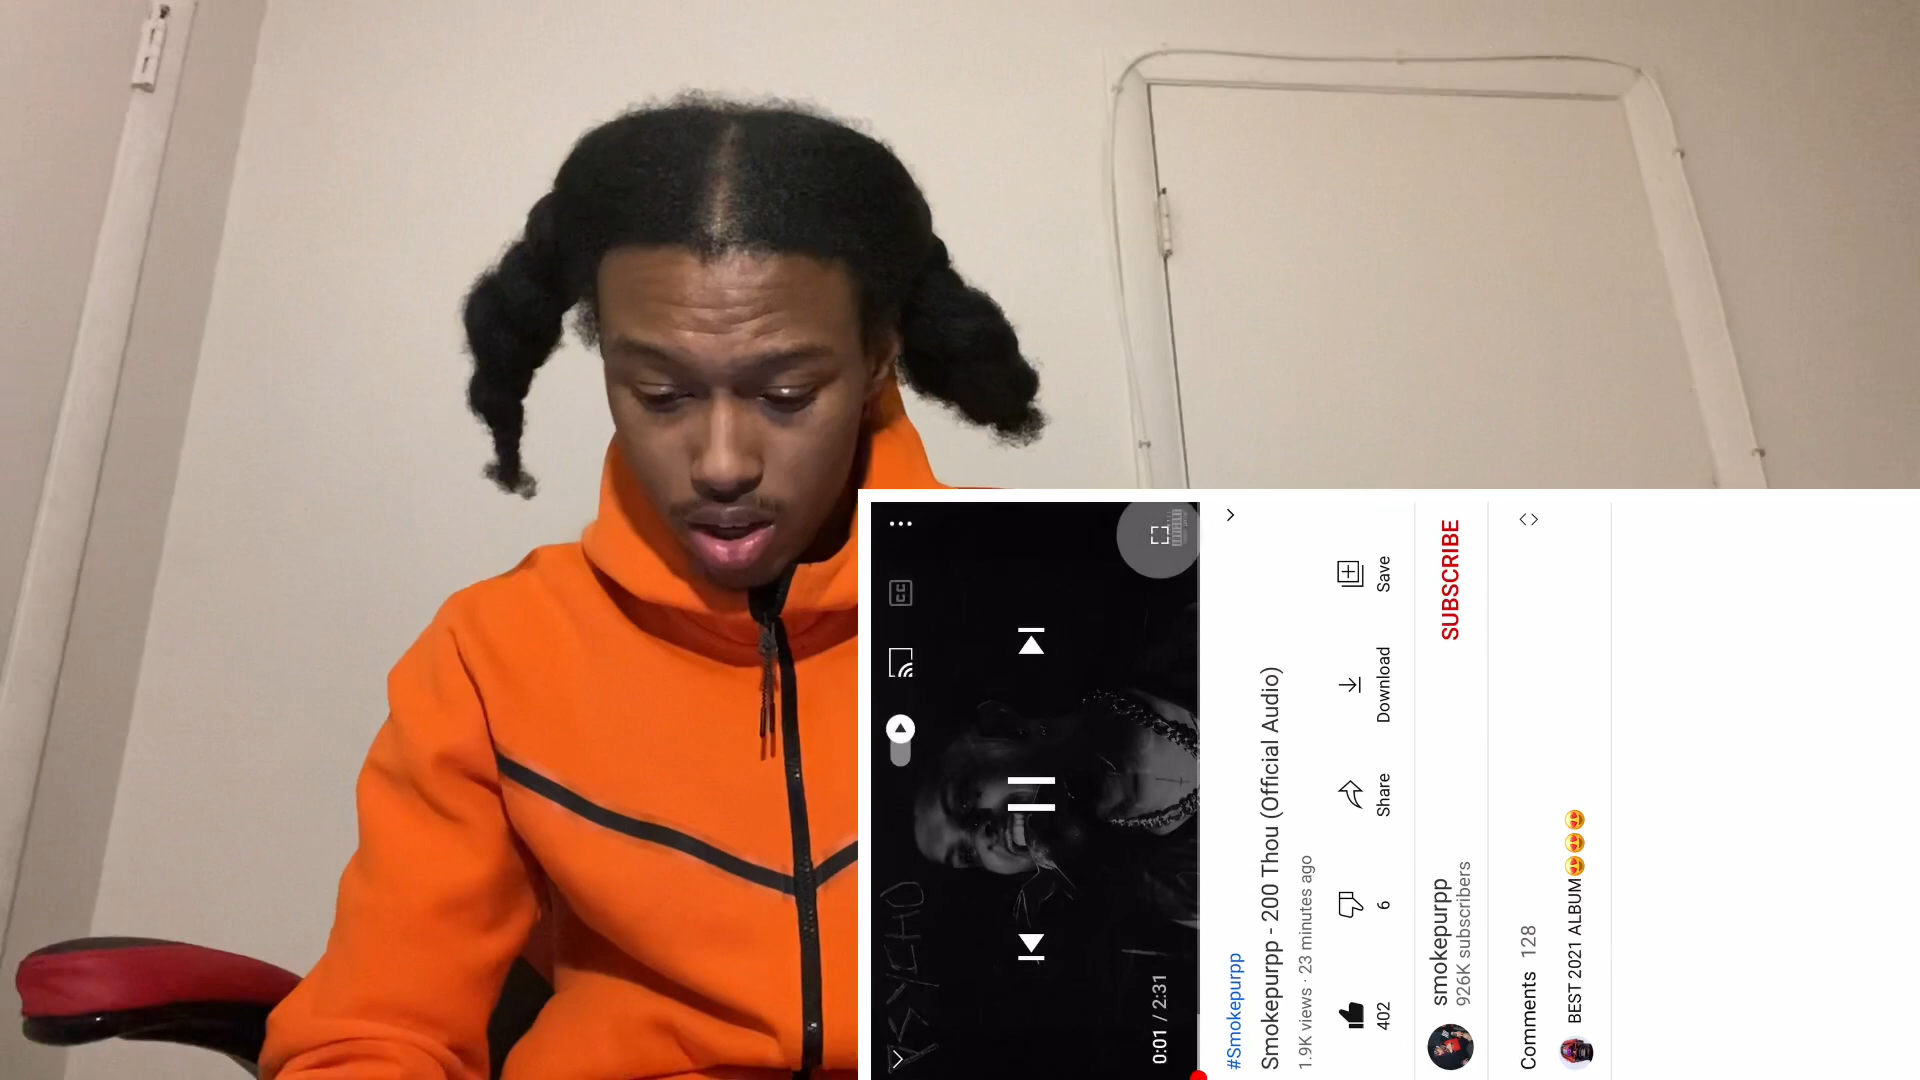 PSYCHO
0:01 / 2:31
#Smokepurpp
Smokepurpp - 200 Thou (Official Audio)
1.9K views · 23 minutes ago
402
6
Share
Download
Save
smokepurpp
926K subscribers
SUBSCRIBE
Comments 128
BEST 2021 ALBUM😍😍😍